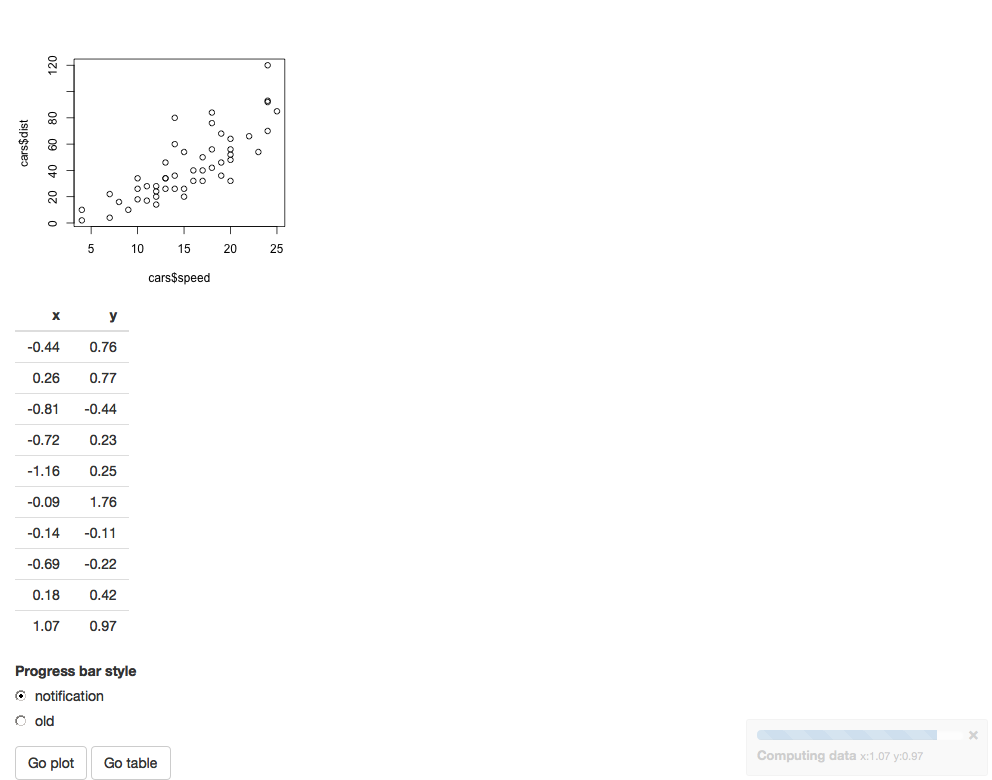 120
80
60
40
20
0
cars$dist
5 10 15 20 25
cars$speed
x y
-0.44 0.76
0.26 0.77
-0.81 -0.44
-0.72 0.23
-1.16 0.25
-0.09 1.76
-0.14 -0.11
-0.69 -0.22
0.18 0.42
1.07 0.97
Progress bar style
notification
old
Go plot Go table
Computing data x:1.07 y:0.97